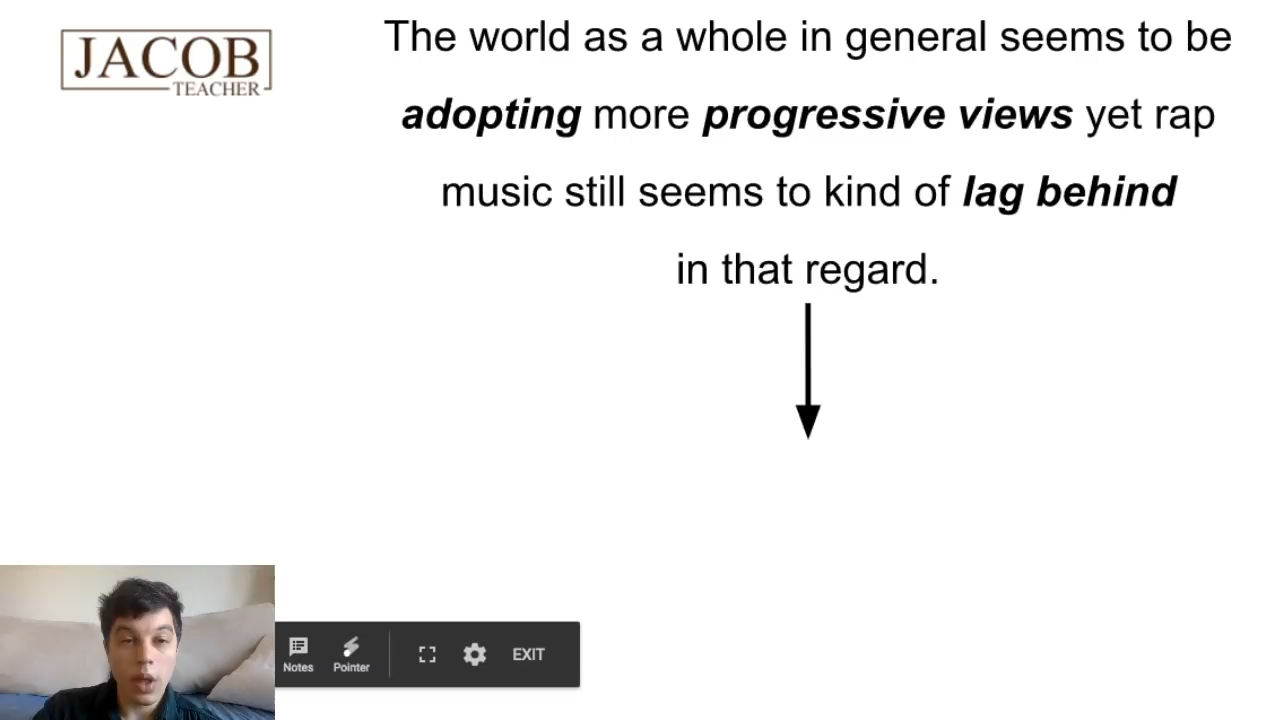 JACOB
TEACHER
The world as a whole in general seems to be
adopting more progressive views yet rap
music still seems to kind of lag behind
in that regard.
Notes
Pointer
EXIT